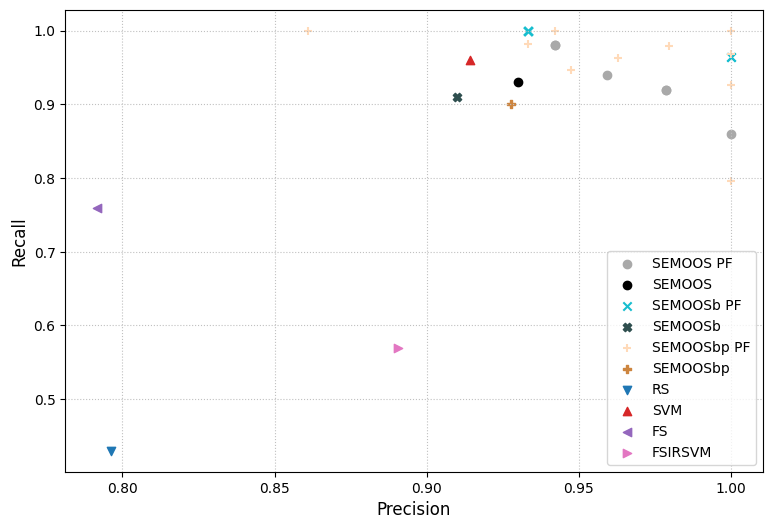 1.0
0.9
0.8
0.7
0.6
0.5
Recall
0.80
0.85
0.90
0.95
1.00
Precision
SEMOOS PF
SEMOOS
SEMOOSb PF
SEMOOSb
SEMOOSbp PF
SEMOOSbp
RS
SVM
FS
FSIRSVM